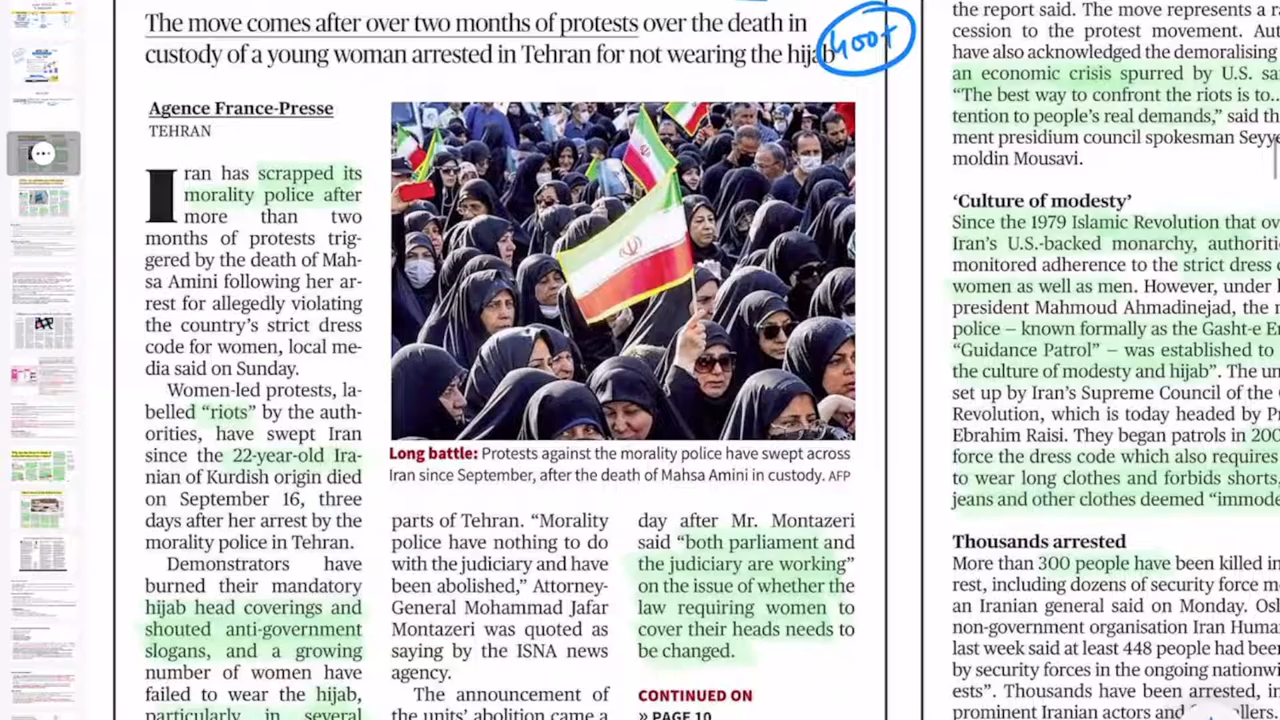 The move comes after over two months of protests over the death in
custody of a young woman arrested in Tehran for not wearing the hijab
400+
Agence France-Presse
TEHRAN
Iran has scrapped its
morality police after
more than two
months of protests trig-
gered by the death of Mah-
sa Amini following her ar-
rest for allegedly violating
the country's strict dress
code for women, local me-
dia said on Sunday.
Women-led protests, la-
belled "riots" by the auth-
orities, have swept Iran
since the 22-year-old Ira-
nian of Kurdish origin died
on September 16, three
days after her arrest by the
morality police in Tehran.
Demonstrators have
burned their mandatory
hijab head coverings and
shouted anti-government
slogans, and a growing
Long battle: Protests against the morality police have swept across
Iran since September, after the death of Mahsa Amini in custody. AFP
parts of Tehran. "Morality
police have nothing to do
with the judiciary and have
been abolished," Attorney-
General Mohammad Jafar
Montazeri was quoted as
saying by the ISNA news
agency.
The announcement of
the units' abolition came a
day after Mr. Montazeri
said "both parliament and
the judiciary are working"
on the issue of whether the
law requiring women to
cover their heads needs to
be changed.
CONTINUED ON
» PAGE 10
the report said. The move represents a ra
cession to the protest movement. Aut
have also acknowledged the demoralising
an economic crisis spurred by U.S. sa
"The best way to confront the riots is to...
tention to people's real demands," said th
ment presidium council spokesman Seyye
moldin Mousavi.
'Culture of modesty'
Since the 1979 Islamic Revolution that ov
Iran's U.S.-backed monarchy, authoriti
monitored adherence to the strict dress c
women as well as men. However, under l
president Mahmoud Ahmadinejad, the
police – known formally as the Gasht-e E
"Guidance Patrol" – was established to
the culture of modesty and hijab". The un
set up by Iran's Supreme Council of the
Revolution, which is today headed by Pr
Ebrahim Raisi. They began patrols in 200
force the dress code which also requires
to wear long clothes and forbids shorts,
jeans and other clothes deemed "immod
Thousands arrested
More than 300 people have been killed in
rest, including dozens of security force m
an Iranian general said on Monday. Osl
non-government organisation Iran Huma
last week said at least 448 people had been
by security forces in the ongoing nation
ests". Thousands have been arrested, in
prominent Iranian actors and